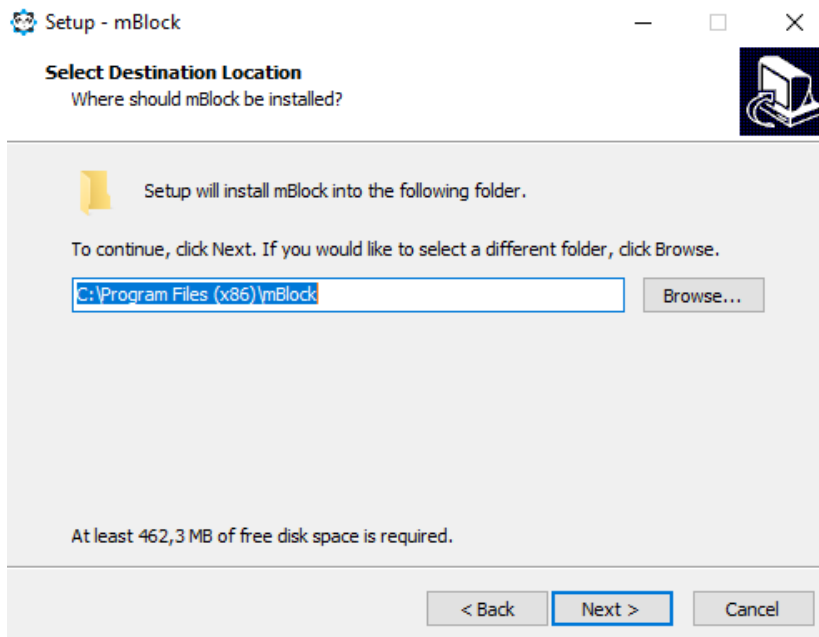 Setup - mBlock
Select Destination Location
Where should mBlock be installed?
Setup will install mBlock into the following folder.
To continue, click Next. If you would like to select a different folder, click Browse.
C:\Program Files (x86)\mBlock
Browse...
At least 462,3 MB of free disk space is required.
< Back
Next >
Cancel